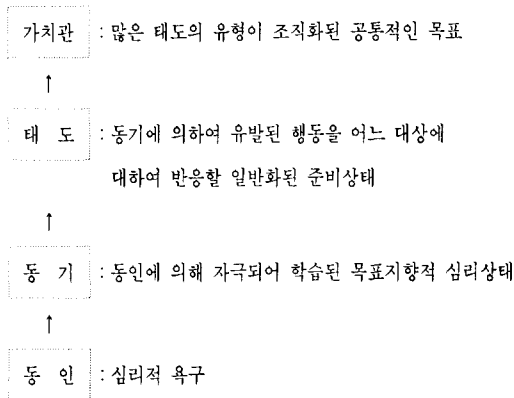 가치관 : 많은 태도의 유형이 조직화된 공통적인 목표
↑
태 도 : 동기에 의하여 유발된 행동을 어느 대상에
대하여 반응할 일반화된 준비상태
↑
동 기 : 동인에 의해 자극되어 학습된 목표지향적 심리상태
↑
동 인 : 심리적 욕구